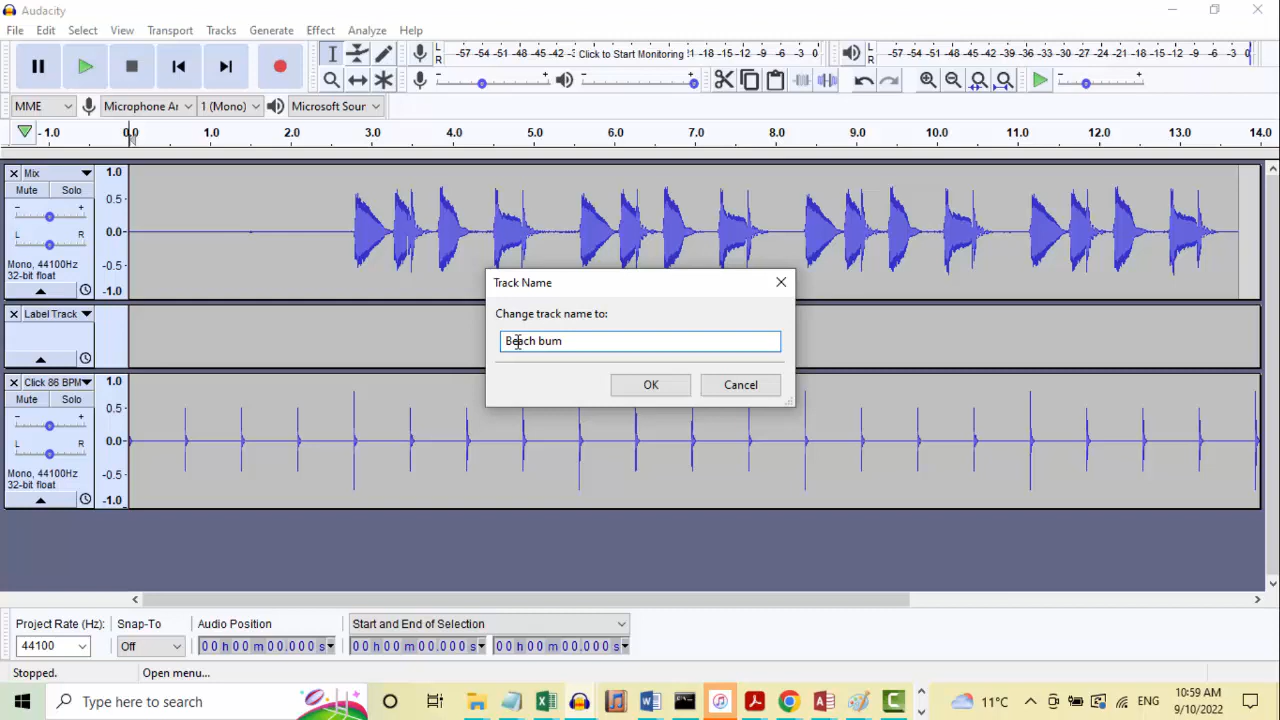 Audacity
File Edit Select View Transport Tracks Generate Effect Analyze Help
L R -57 -54 -51 -48 -45 -42 -3 Click to Start Monitoring !1 -18 -15 -12 -9 -6 -3 0
L R -57 -54 -51 -48 -45 -42 -39 -36 -33 -30 -27 -24 -21 -18 -15 -12 -9 -6 -3 0
MME Microphone Ar 1 (Mono) Microsoft Sour
-1.0 0.0 1.0 2.0 3.0 4.0 5.0 6.0 7.0 8.0 9.0 10.0 11.0 12.0 13.0 14.0
Mix
Mute Solo
- +
L R
Mono, 44100Hz
32-bit float
1.0
0.5
0.0
-0.5
-1.0
Label Track
Click 86 BPM
Mute Solo
- +
L R
Mono, 44100Hz
32-bit float
1.0
0.5
0.0
-0.5
-1.0
Track Name
Change track name to:
Beach bum
OK Cancel
Project Rate (Hz): Snap-To Audio Position Start and End of Selection
44100 Off 00 h 00 m 00.000 s 00 h 00 m 00.000 s 00 h 00 m 00.000 s
Stopped. Open menu...
Type here to search
11°C
ENG
10:59 AM
9/10/2022